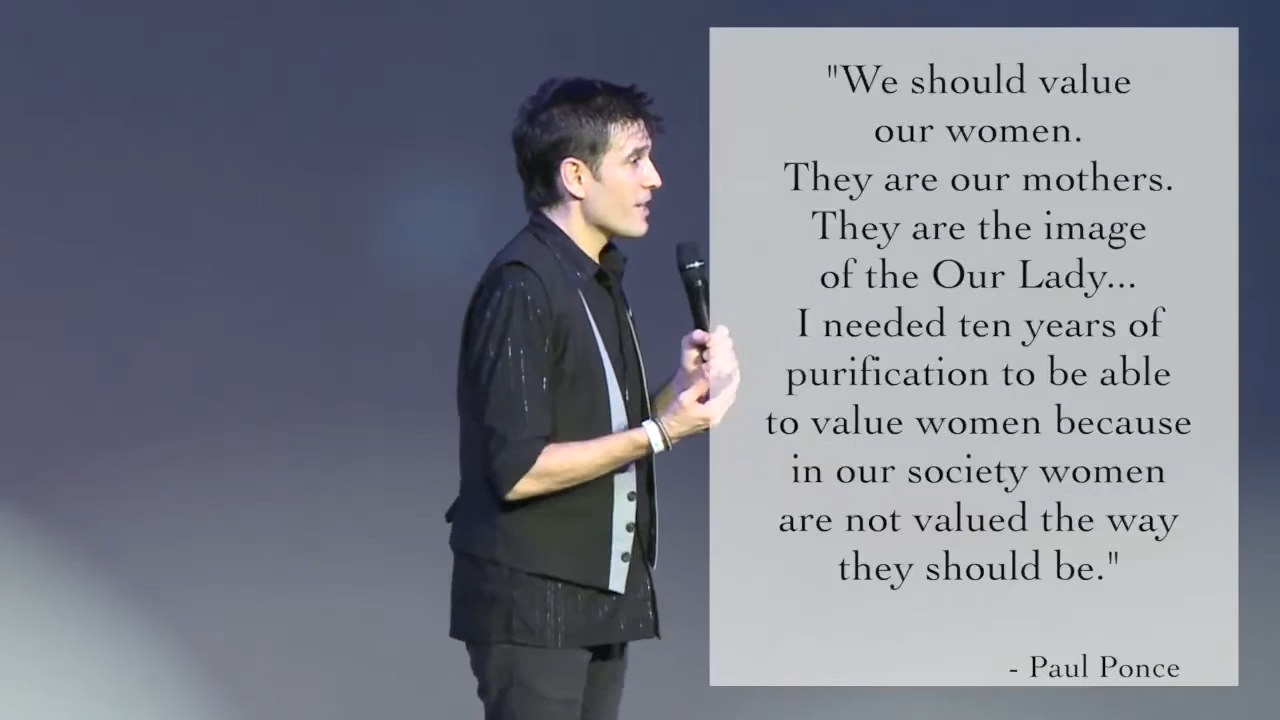 "We should value
our women.
They are our mothers.
They are the image
of the Our Lady...
I needed ten years of
purification to be able
to value women because
in our society women
are not valued the way
they should be."
- Paul Ponce